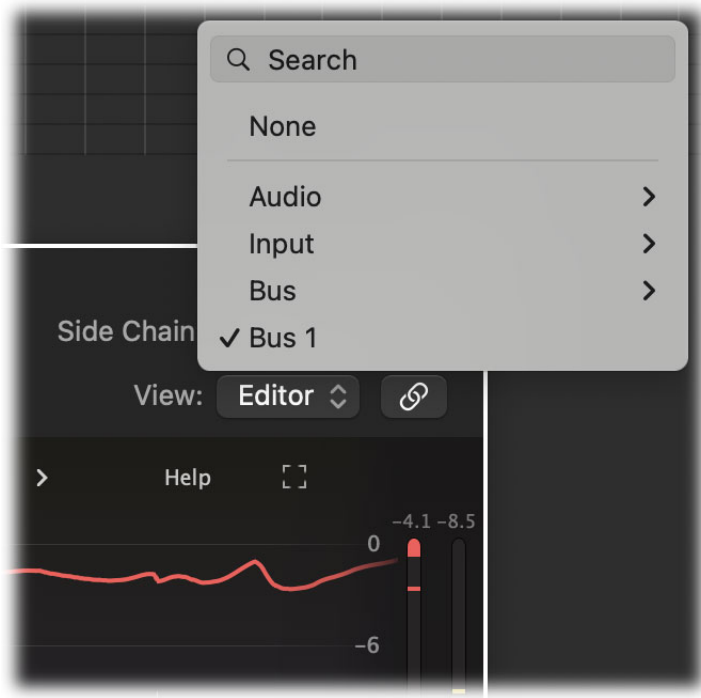 Search
None
Audio
Input
Bus
Side Chain
Bus 1
View: Editor
Help
-4.1 -8.5
0
-6